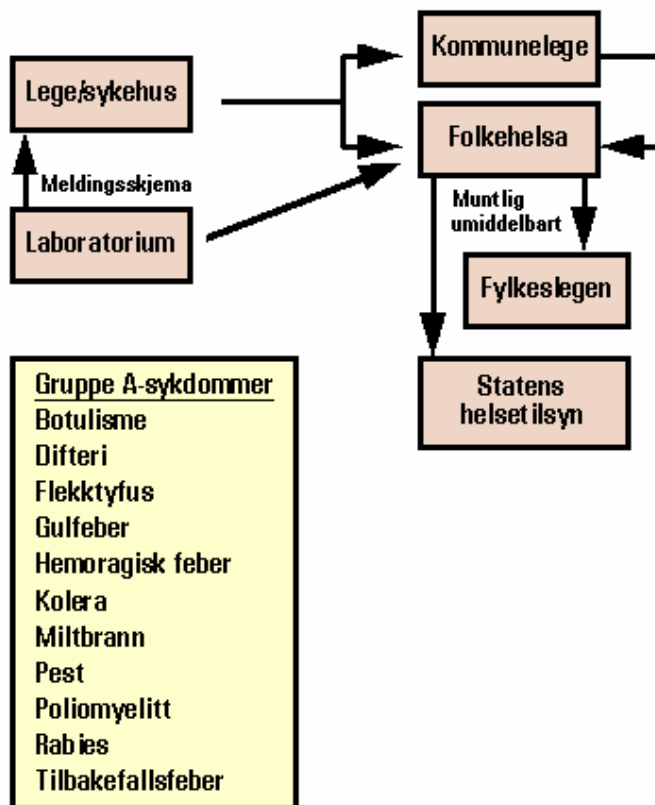 Kommunelege
Lege/sykehus
Folkehelsa
Meldingsskjema
Muntlig
umiddelbart
Laboratorium
Fylkeslegen
Statens
helsetilsyn
Gruppe A-sykdommer
Botulisme
Difteri
Flekktyfus
Gulfeber
Hemoragisk feber
Kolera
Miltbrann
Pest
Poliomyelitt
Rabies
Tilbakefallsfeber